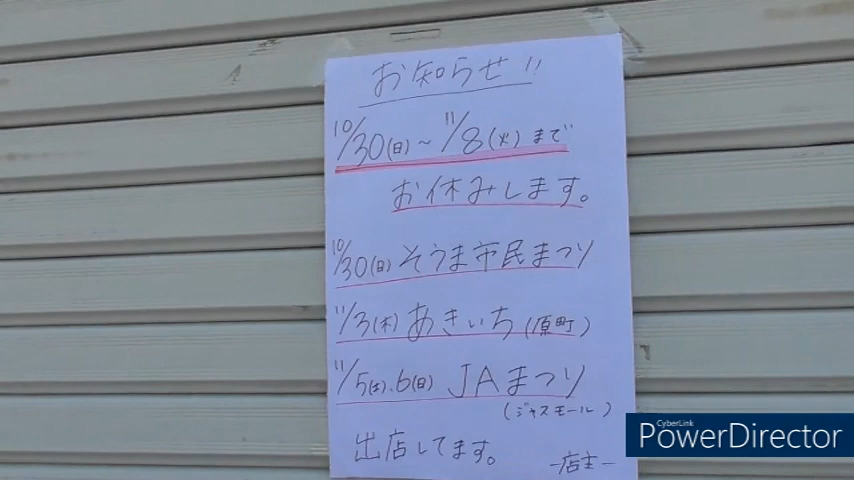 お知らせ!!
10/30(日)~11/8(火)まで
お休みします。
10/30(日)そうま市民まつり
11/3(木)あきいち(原町)
11/5(土).6(日) JAまつり
(ジャスモール)
出店してます。
-店主-
CyberLink
PowerDirector